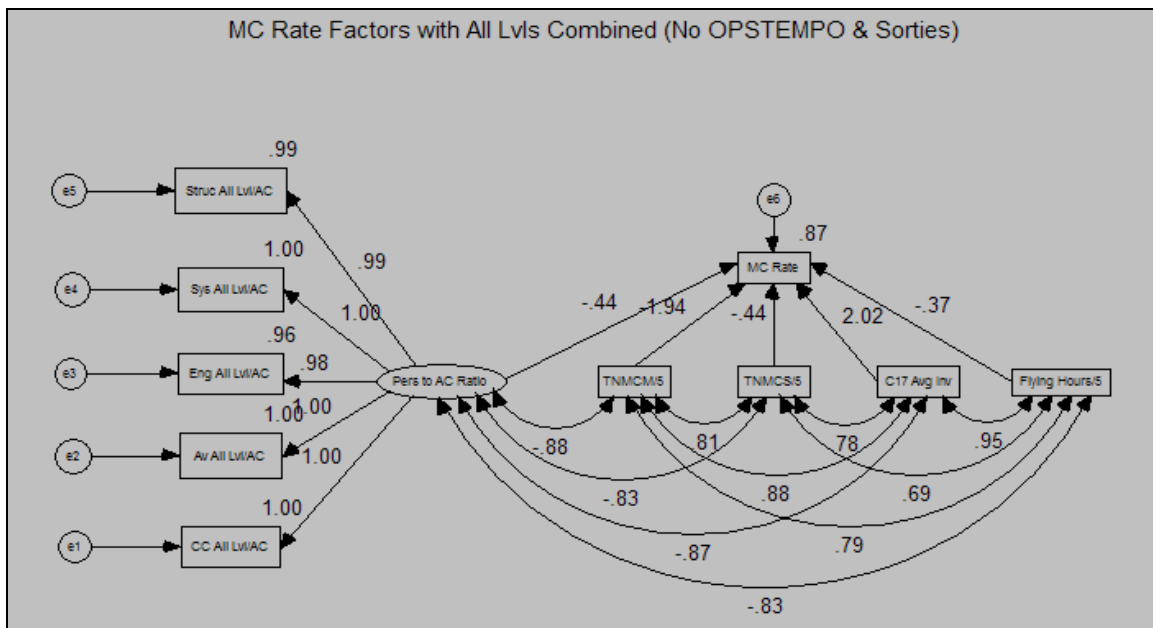 MC Rate Factors with All Lvls Combined (No OPSTEMPO & Sorties)
.99
e5
Struc All Lvl/AC
e6
.87
1.00
.99
MC Rate
e4
Sys All Lvl/AC
-.44
-1.94
-.44
2.02
-.37
1.00
.96
e3
Eng All Lvl/AC
.98
Pers to AC Ratio
TNMCM/5
TNMCS/5
C17 Avg Inv
Flying Hours/5
1.00
1.00
e2
Av All Lvl/AC
1.00
-.88
.81
.78
.95
-.83
.88
.69
1.00
e1
CC All Lvl/AC
-.87
.79
-.83